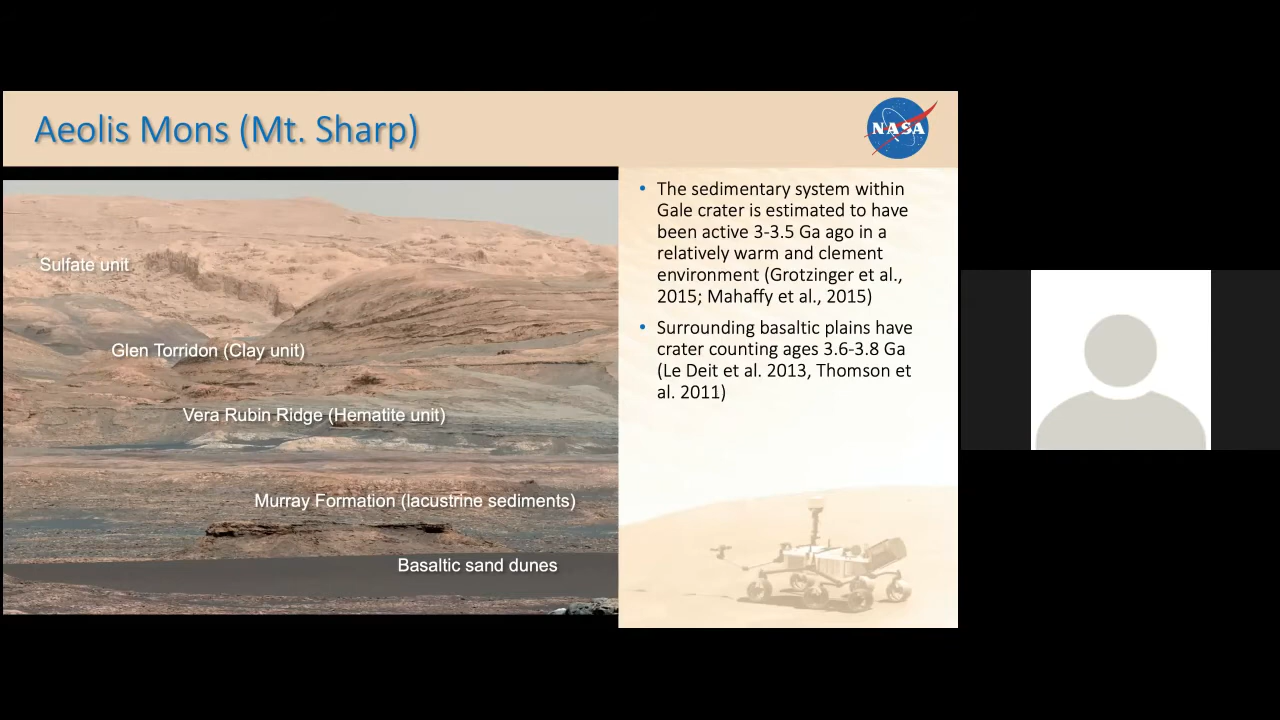 Aeolis Mons (Mt. Sharp)
NASA
Sulfate unit
Glen Torridon (Clay unit)
Vera Rubin Ridge (Hematite unit)
Murray Formation (lacustrine sediments)
Basaltic sand dunes
• The sedimentary system within
Gale crater is estimated to have
been active 3-3.5 Ga ago in a
relatively warm and clement
environment (Grotzinger et al.,
2015; Mahaffy et al., 2015)
• Surrounding basaltic plains have
crater counting ages 3.6-3.8 Ga
(Le Deit et al. 2013, Thomson et
al. 2011)